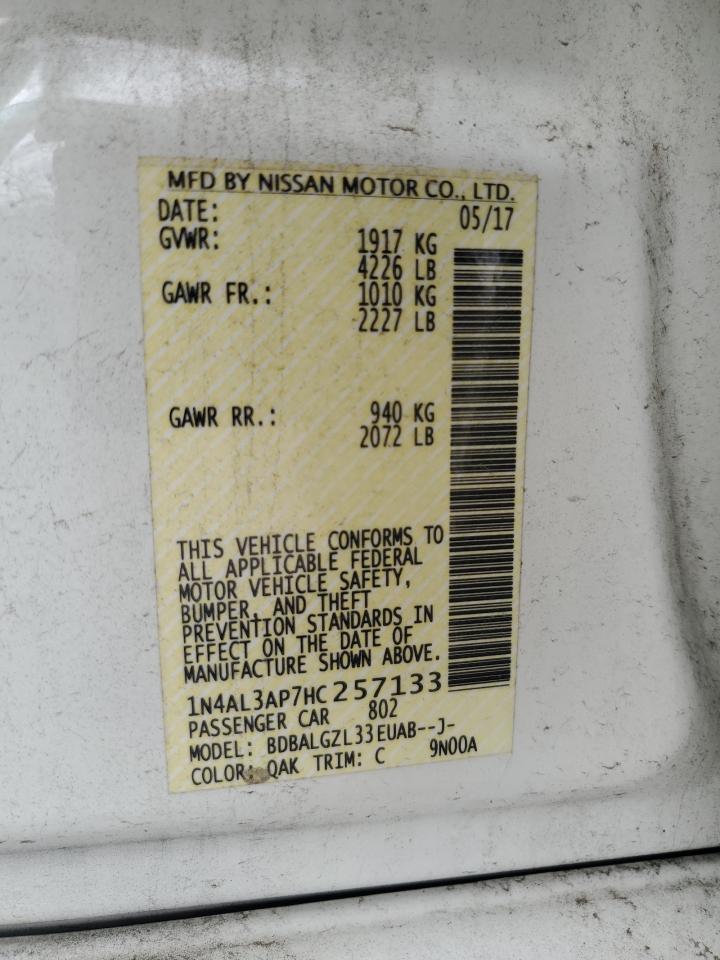 MFD BY NISSAN MOTOR CO., LTD.
DATE: 05/17
GVWR: 1917 KG
4226 LB
GAWR FR.: 1010 KG
2227 LB
GAWR RR.: 940 KG
2072 LB
THIS VEHICLE CONFORMS TO
ALL APPLICABLE FEDERAL
MOTOR VEHICLE SAFETY,
BUMPER, AND THEFT
PREVENTION STANDARDS IN
EFFECT ON THE DATE OF
MANUFACTURE SHOWN ABOVE.
1N4AL3AP7HC257133
PASSENGER CAR 802
MODEL: BDBALGZL33EUAB--J-
COLOR: QAK TRIM: C 9N00A